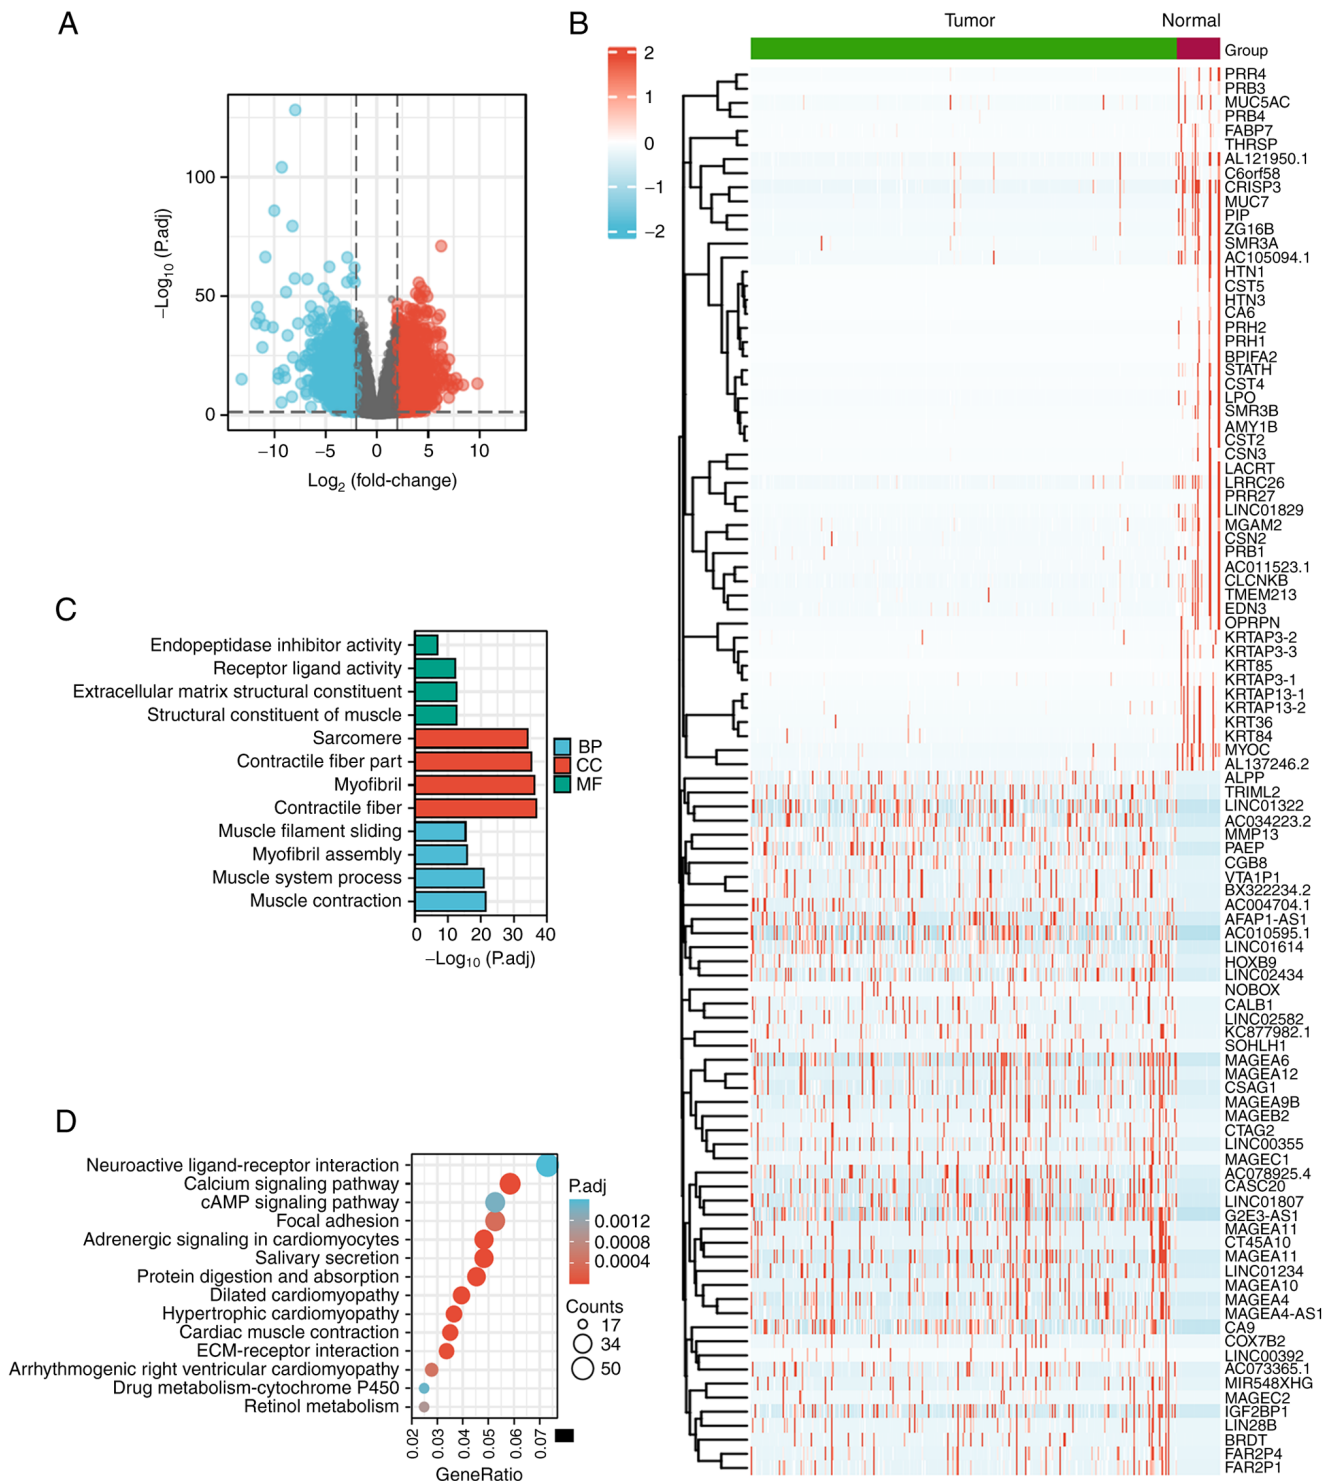 A
−Log10 (P.adj)
100
50
0
−10
−5
0
5
10
Log2 (fold-change)
B
Tumor
Normal
Group
2
1
0
−1
−2
PRR4
PRB3
MUC5AC
PRB4
FABP7
THRSP
AL121950.1
C6orf58
CRISP3
MUC7
PIP
ZG16B
SMR3A
AC105094.1
HTN1
CST5
HTN3
CA6
PRH2
PRH1
BPIFA2
STATH
CST4
LPO
SMR3B
AMY1B
CST2
CSN3
LACRT
LRRC26
PRR27
LINC01829
MGAM2
CSN2
PRB1
AC011523.1
CLCNKB
TMEM213
EDN3
OPRPN
KRTAP3-2
KRTAP3-3
KRT85
KRTAP3-1
KRTAP13-1
KRTAP13-2
KRT36
KRT84
MYOC
AL137246.2
ALPP
TRIML2
LINC01322
AC034223.2
MMP13
PAEP
CGB8
VTA1P1
BX322234.2
AC004704.1
AFAP1-AS1
AC010595.1
LINC01614
HOXB9
LINC02434
NOBOX
CALB1
LINC02582
KC877982.1
SOHLH1
MAGEA6
MAGEA12
CSAG1
MAGEA9B
MAGEB2
CTAG2
LINC00355
MAGEC1
AC078925.4
CASC20
LINC01807
G2E3-AS1
MAGEA11
CT45A10
MAGEA11
LINC01234
MAGEA10
MAGEA4
MAGEA4-AS1
CA9
COX7B2
LINC00392
AC073365.1
MIR548XHG
MAGEC2
IGF2BP1
LIN28B
BRDT
FAR2P4
FAR2P1
C
Endopeptidase inhibitor activity
Receptor ligand activity
Extracellular matrix structural constituent
Structural constituent of muscle
Sarcomere
Contractile fiber part
Myofibril
Contractile fiber
Muscle filament sliding
Myofibril assembly
Muscle system process
Muscle contraction
BP
CC
MF
0 10 20 30 40
−Log10 (P.adj)
D
Neuroactive ligand-receptor interaction
Calcium signaling pathway
cAMP signaling pathway
Focal adhesion
Adrenergic signaling in cardiomyocytes
Salivary secretion
Protein digestion and absorption
Dilated cardiomyopathy
Hypertrophic cardiomyopathy
Cardiac muscle contraction
ECM-receptor interaction
Arrhythmogenic right ventricular cardiomyopathy
Drug metabolism-cytochrome P450
Retinol metabolism
P.adj
0.0012
0.0008
0.0004
Counts
17
34
50
0.02
0.03
0.04
0.05
0.06
0.07
GeneRatio